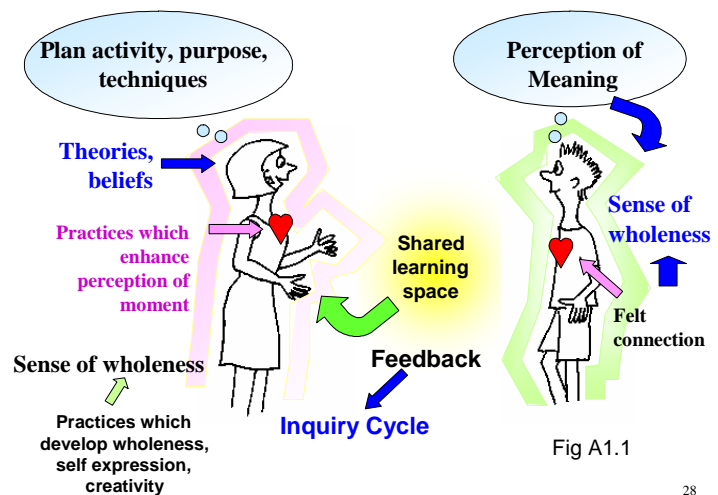 Plan activity, purpose,
techniques
Perception of
Meaning
Theories,
beliefs
Practices which
enhance
perception of
moment
Shared
learning
space
Sense of
wholeness
Felt
connection
Sense of wholeness
Feedback
Inquiry Cycle
Practices which
develop wholeness,
self expression,
creativity
Fig A1.1
28